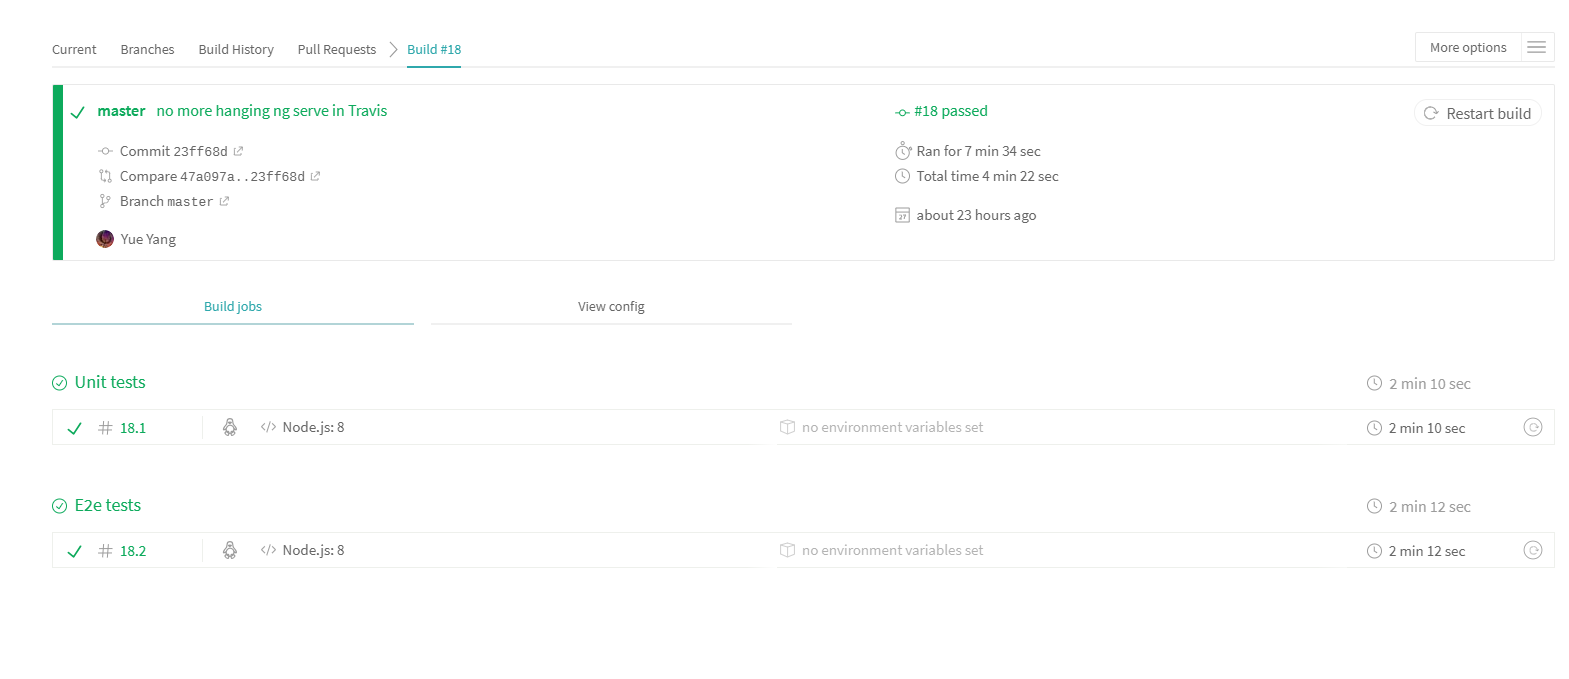 Current Branches Build History Pull Requests Build #18 More options
master no more hanging ng serve in Travis
#18 passed
Restart build
Commit 23ff68d
Ran for 7 min 34 sec
Compare 47a097a..23ff68d
Total time 4 min 22 sec
Branch master
about 23 hours ago
Yue Yang
Build jobs View config
Unit tests 2 min 10 sec
# 18.1 </> Node.js: 8 no environment variables set 2 min 10 sec
E2e tests 2 min 12 sec
# 18.2 </> Node.js: 8 no environment variables set 2 min 12 sec